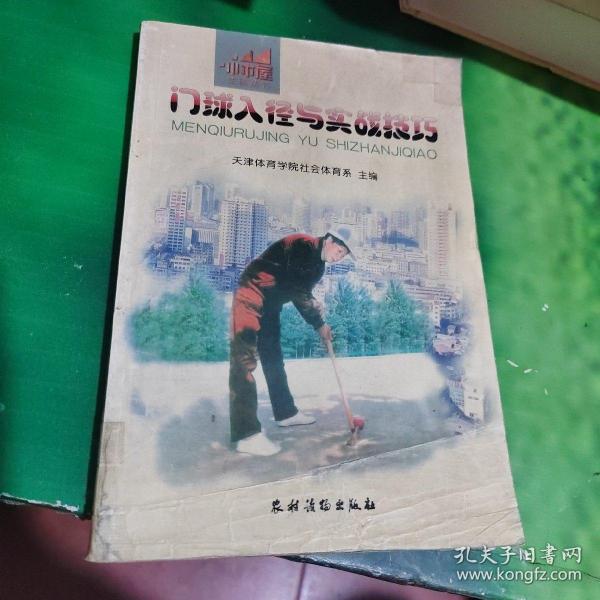 小市屋
门球入径与实战技巧
MENQIURUJING YU SHIZHANJIQIAO
天津体育学院社会体育系 主编
农村读物出版社
孔夫子旧书网
www.kongfz.com